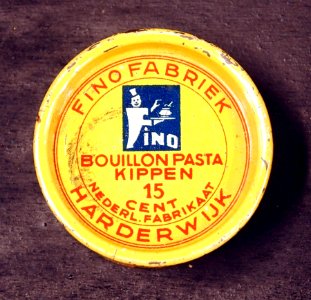 FINO FABRIEK
FINO
BOUILLON PASTA
KIPPEN
15
CENT
NEDERL. FABRIKAAT
HARDERWIJK